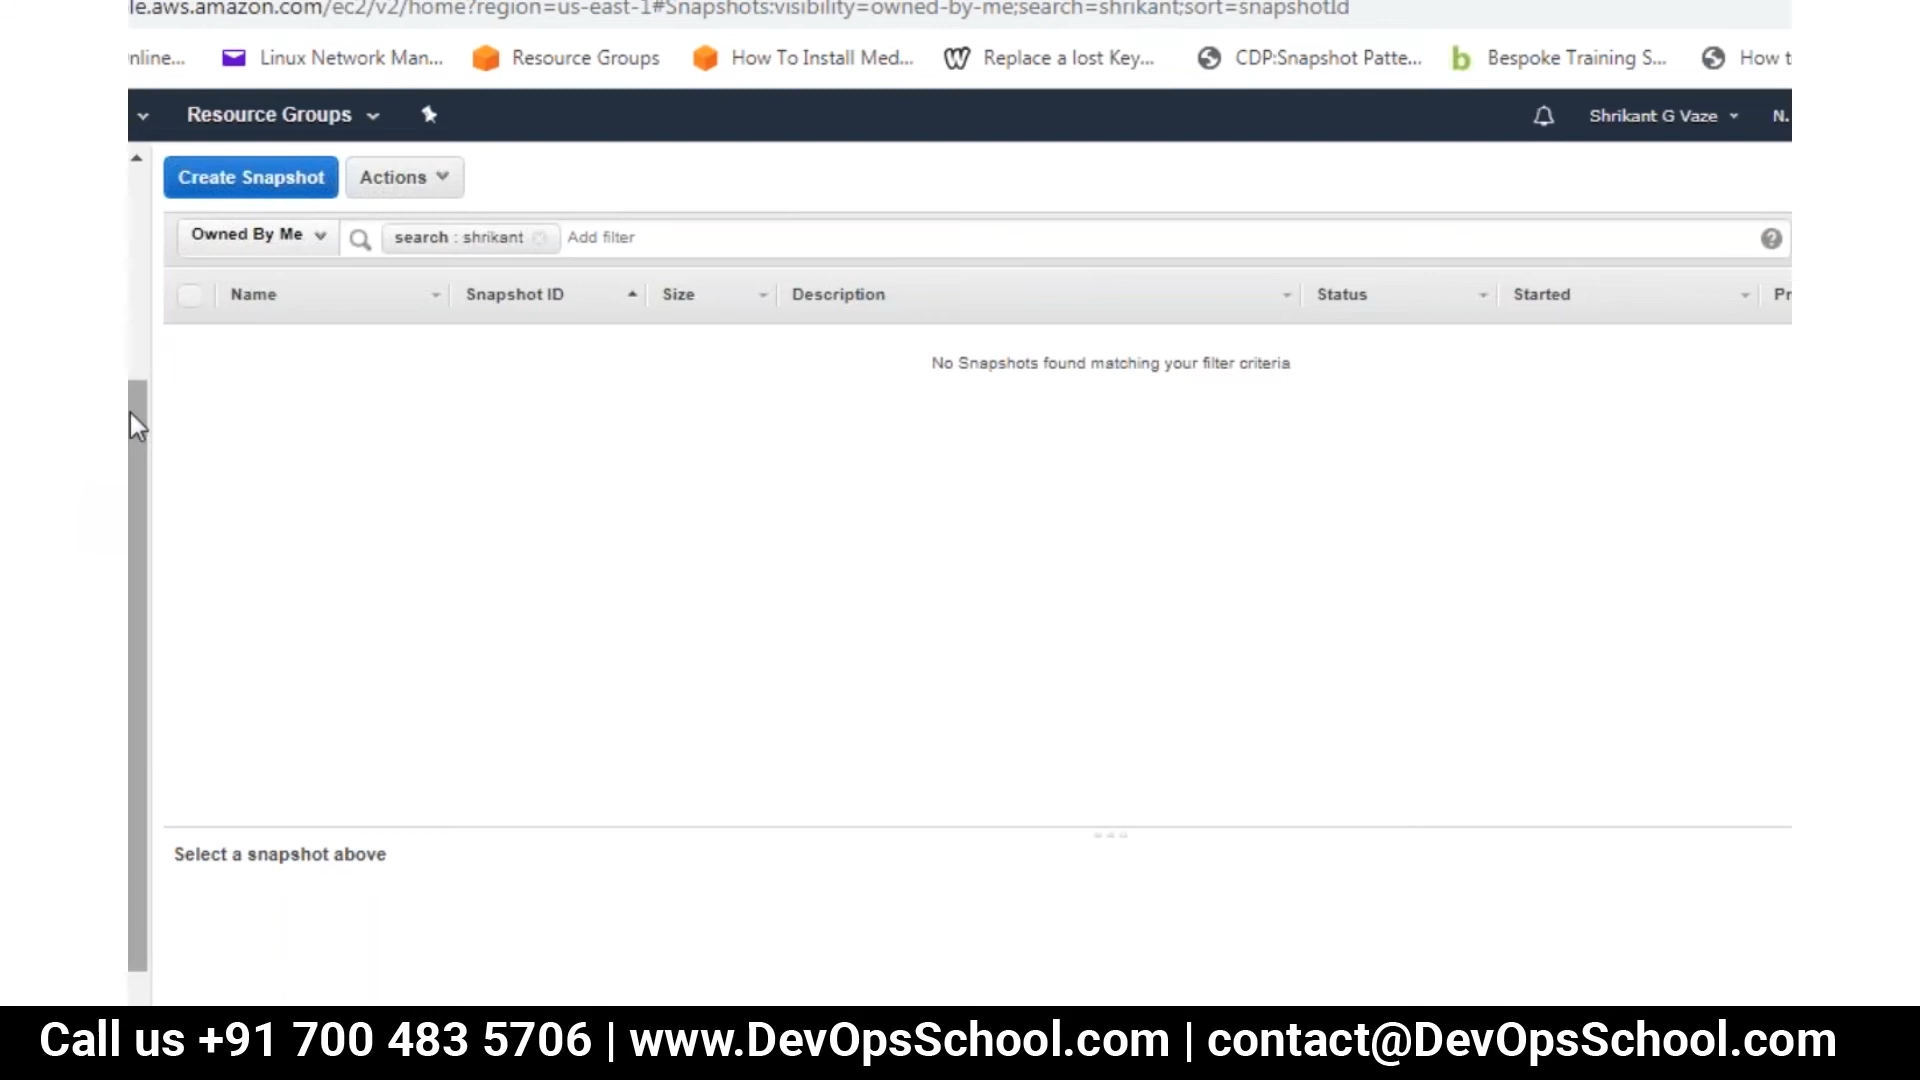 le.aws.amazon.com/ec2/v2/home?region=us-east-1#Snapshots:visibility=owned-by-me;search=shrikant;sort=snapshotId
nline... Linux Network Man... Resource Groups How To Install Med... Replace a lost Key... CDP:Snapshot Patte... Bespoke Training S... How t
Resource Groups Shrikant G Vaze N.
Create Snapshot Actions
Owned By Me search : shrikant Add filter
Name Snapshot ID Size Description Status Started Pr
No Snapshots found matching your filter criteria
Select a snapshot above
Call us +91 700 483 5706 | www.DevOpsSchool.com | contact@DevOpsSchool.com